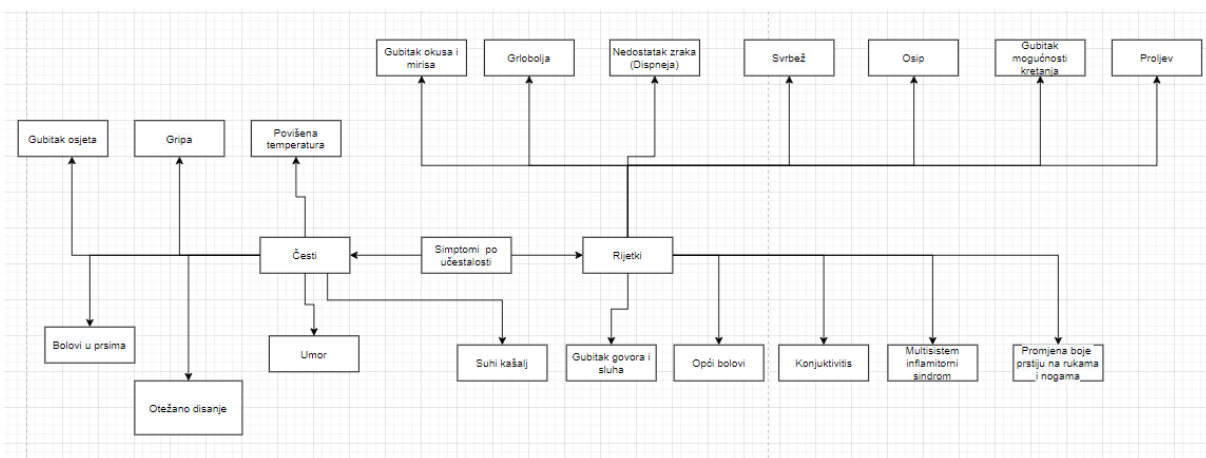 Gubitak okusa i
mirisa
Grlobolja
Nedostatak zraka
(Dispneja)
Svrbež
Osip
Gubitak
mogućnosti
kretanja
Proljev
Gubitak osjeta
Gripa
Povišena
temperatura
Česti
Simptomi po
učestalosti
Rijetki
Bolovi u prsima
Umor
Suhi kašalj
Gubitak govora i
sluha
Opći bolovi
Konjuktivitis
Multisistem
inflamitorni
sindrom
Promjena boje
prstiju na rukama
i nogama
Otežano disanje